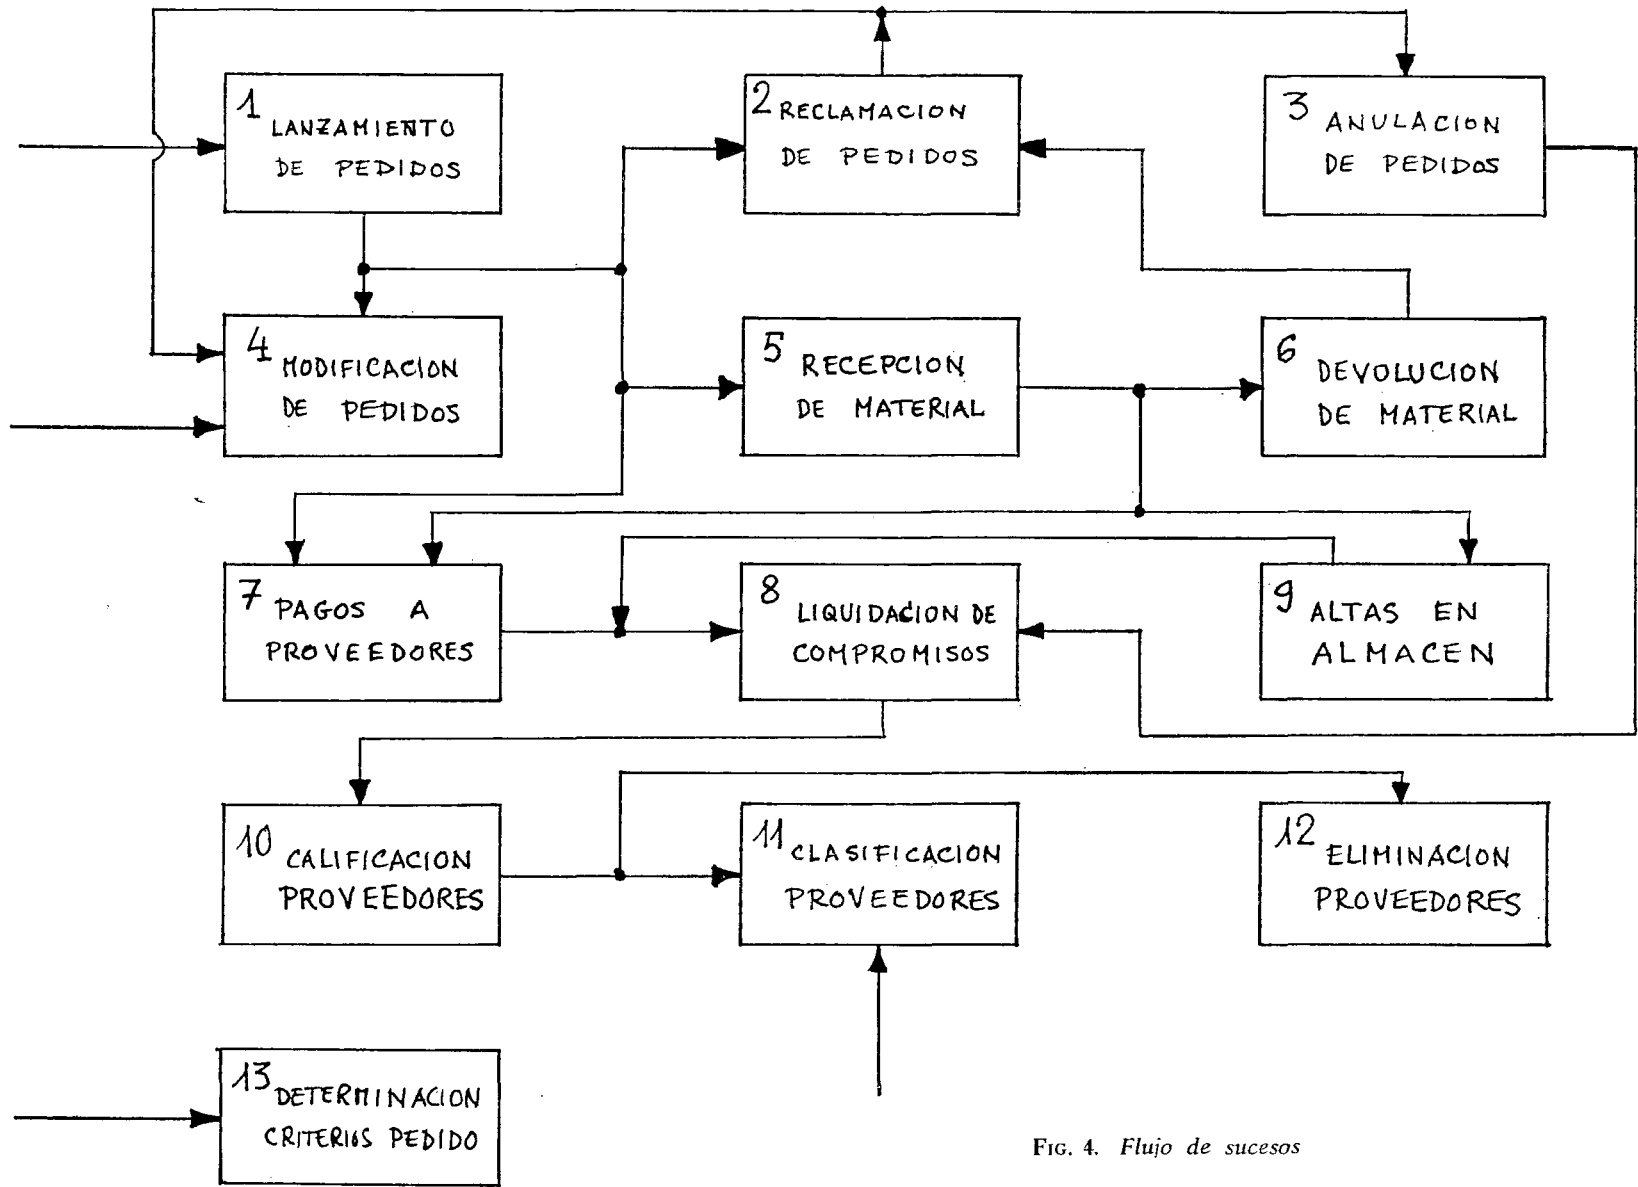 1 LANZAMIENTO
DE PEDIDOS
2 RECLAMACION
DE PEDIDOS
3 ANULACION
DE PEDIDOS
4 MODIFICACION
DE PEDIDOS
5 RECEPCION
DE MATERIAL
6 DEVOLUCION
DE MATERIAL
7 PAGOS A
PROVEEDORES
8 LIQUIDACION DE
COMPROMISOS
9 ALTAS EN
ALMACEN
10 CALIFICACION
PROVEEDORES
11 CLASIFICACION
PROVEEDORES
12 ELIMINACION
PROVEEDORES
13 DETERMINACION
CRITERIOS PEDIDO
FIG. 4. Flujo de sucesos